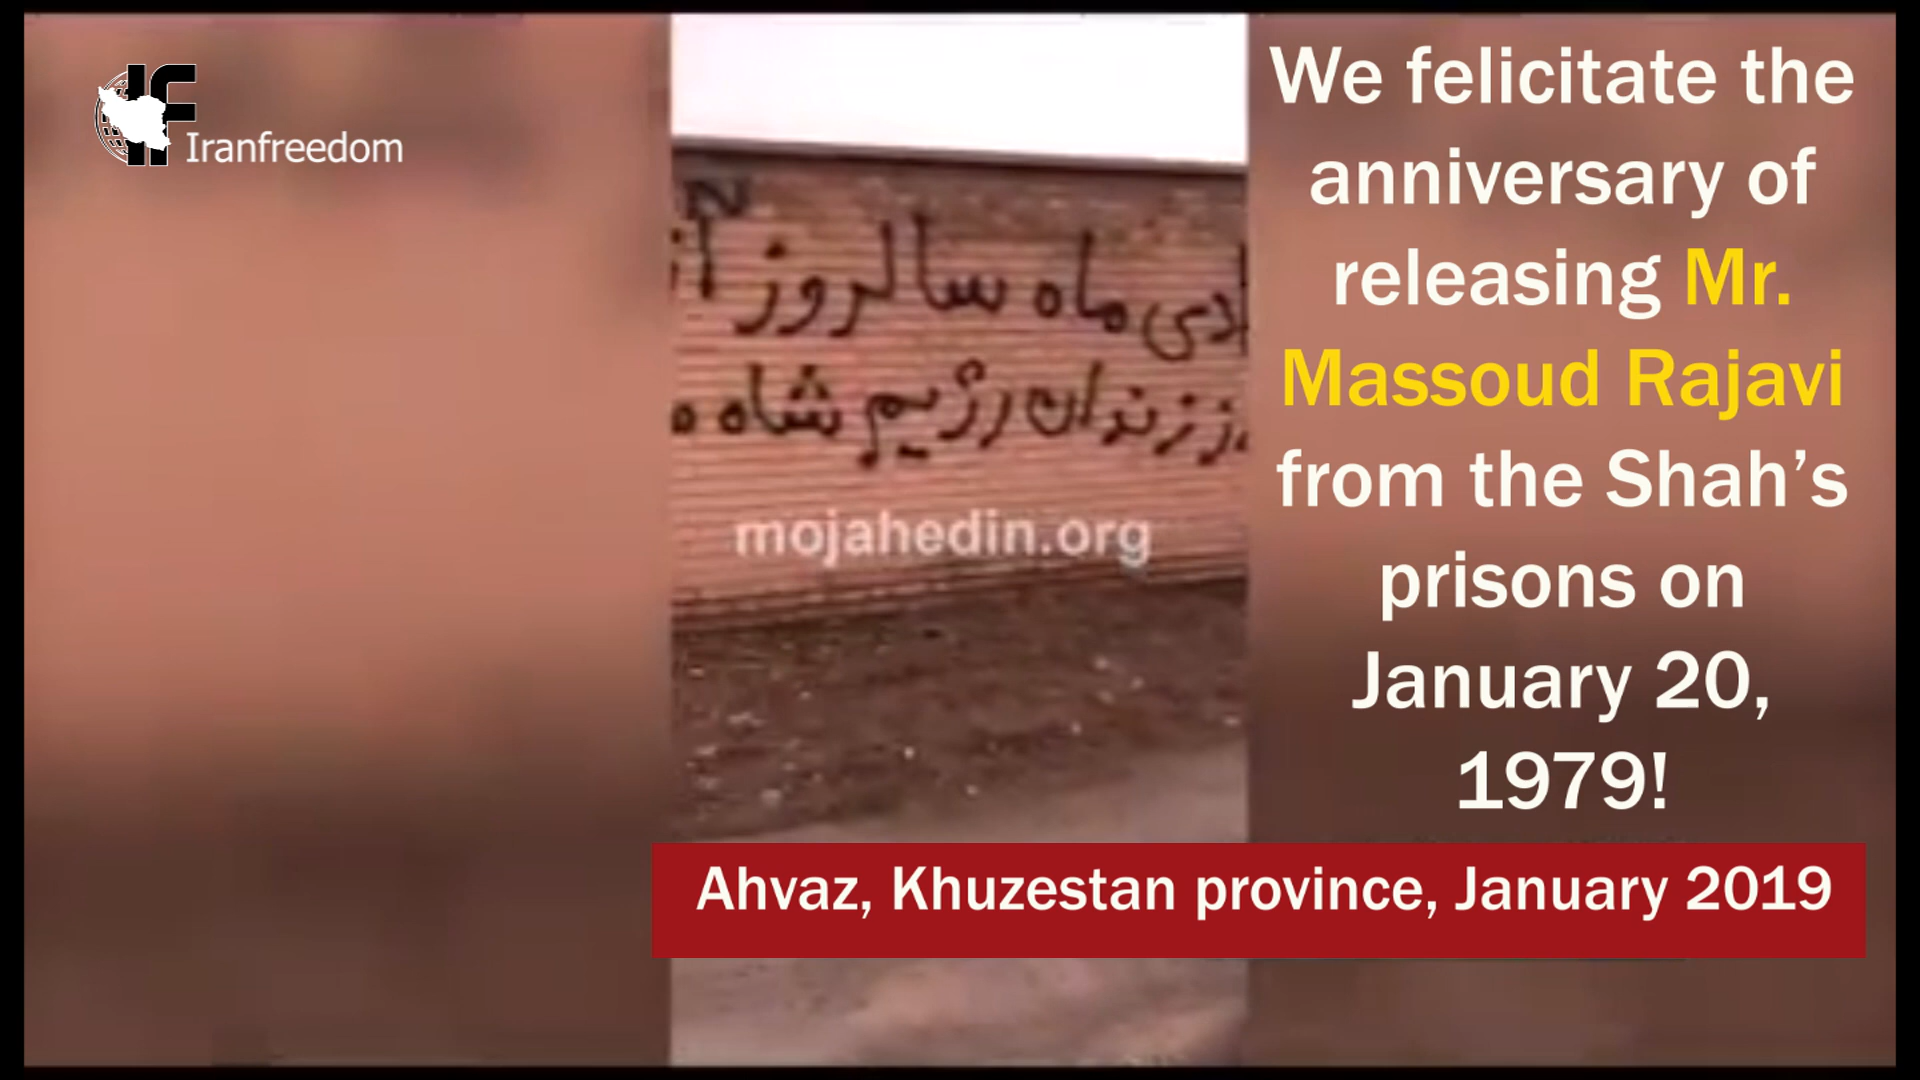 Iranfreedom
We felicitate the
anniversary of
releasing Mr.
Massoud Rajavi
from the Shah’s
prisons on
January 20,
1979!
دی ماه سالروز
زندان رژیم شاه
mojahedin.org
Ahvaz, Khuzestan province, January 2019